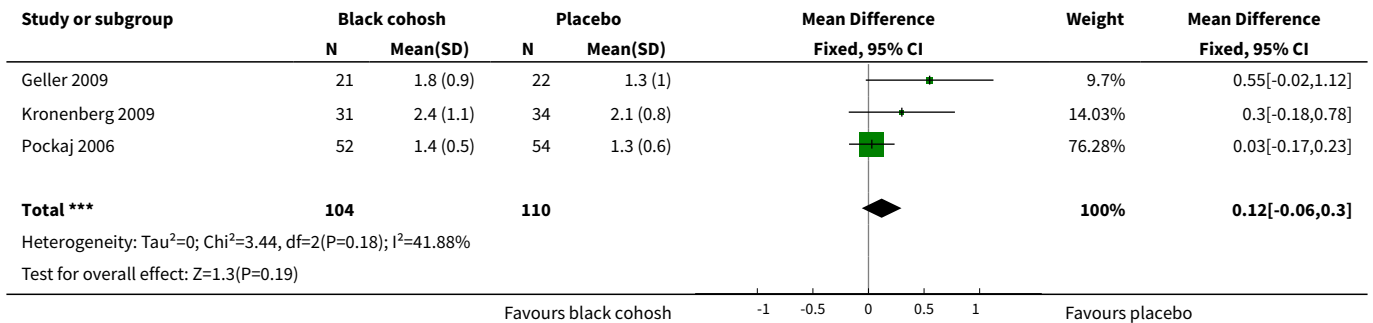 Study or subgroup Black cohosh Placebo Mean Difference Weight Mean Difference
N Mean(SD) N Mean(SD) Fixed, 95% CI Fixed, 95% CI
Geller 2009 21 1.8 (0.9) 22 1.3 (1) 9.7% 0.55[-0.02,1.12]
Kronenberg 2009 31 2.4 (1.1) 34 2.1 (0.8) 14.03% 0.3[-0.18,0.78]
Pockaj 2006 52 1.4 (0.5) 54 1.3 (0.6) 76.28% 0.03[-0.17,0.23]
Total *** 104 110 100% 0.12[-0.06,0.3]
Heterogeneity: Tau²=0; Chi²=3.44, df=2(P=0.18); I²=41.88%
Test for overall effect: Z=1.3(P=0.19)
Favours black cohosh -1 -0.5 0 0.5 1 Favours placebo